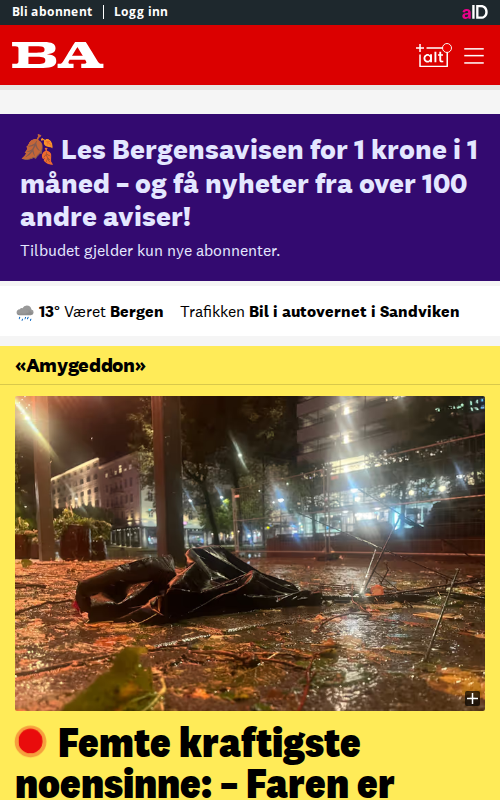 Bli abonnent | Logg inn
aID
BA
alt
Les Bergensavisen for 1 krone i 1
måned – og få nyheter fra over 100
andre aviser!
Tilbudet gjelder kun nye abonnenter.
13° Været Bergen Trafikken Bil i autovernet i Sandviken
«Amygeddon»
Femte kraftigste
noensinne: – Faren er